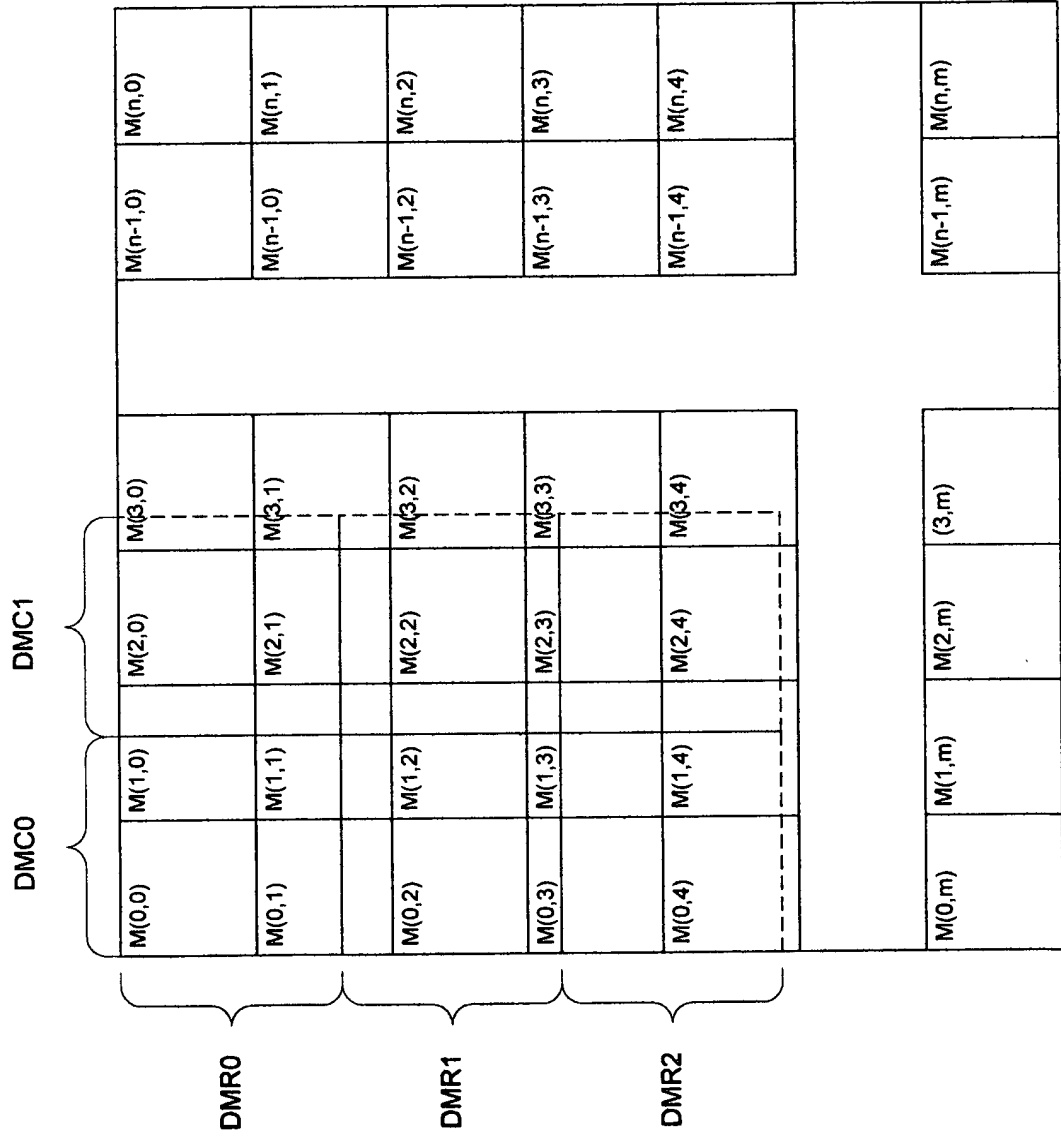 DMC0 DMC1
DMR0
DMR1
DMR2
M(0,0) M(1,0) M(2,0) M(3,0) M(n-1,0) M(n,0)
M(0,1) M(1,1) M(2,1) M(3,1) M(n-1,0) M(n,1)
M(0,2) M(1,2) M(2,2) M(3,2) M(n-1,2) M(n,2)
M(0,3) M(1,3) M(2,3) M(3,3) M(n-1,3) M(n,3)
M(0,4) M(1,4) M(2,4) M(3,4) M(n-1,4) M(n,4)
M(0,m) M(1,m) M(2,m) (3,m) M(n-1,m) M(n,m)